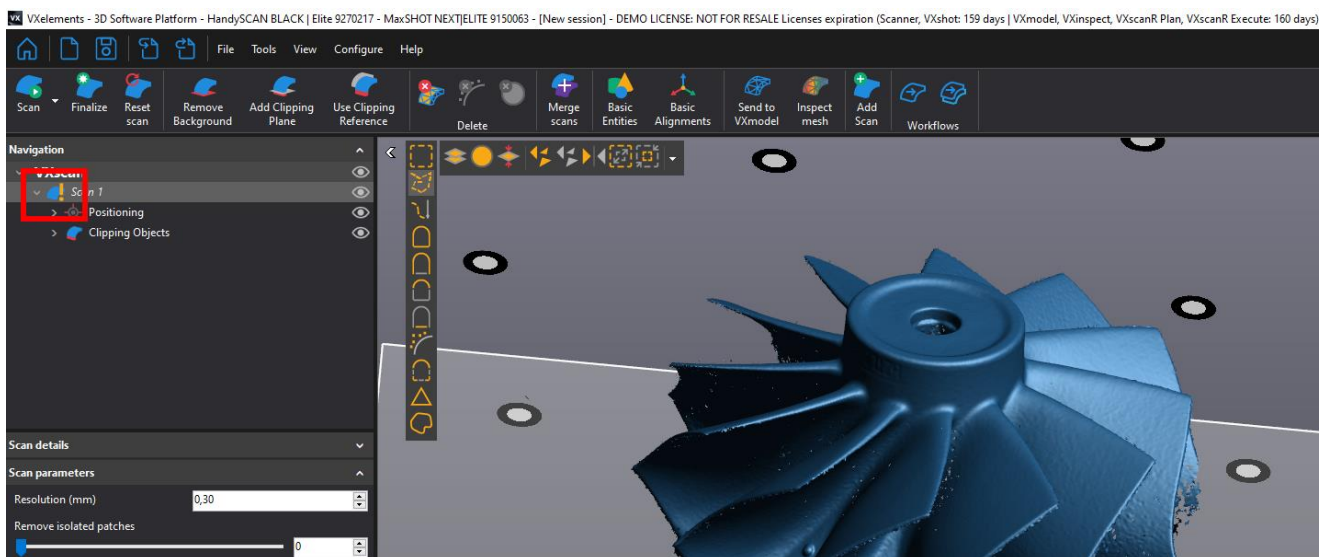 VX VXelements - 3D Software Platform - HandySCAN BLACK | Elite 9270217 - MaxSHOT NEXT|ELITE 9150063 - [New session] - DEMO LICENSE: NOT FOR RESALE Licenses expiration (Scanner, VXshot: 159 days | VXmodel, VXinspect, VXscanR Plan, VXscanR Execute: 160 days)
File Tools View Configure Help
Scan Finalize Reset scan Remove Background Add Clipping Plane Use Clipping Reference Delete Merge scans Basic Entities Basic Alignments Send to VXmodel Inspect mesh Add Scan Workflows
Navigation
VXscan
Scan 1
Positioning
Clipping Objects
Scan details
Scan parameters
Resolution (mm) 0,30
Remove isolated patches
0